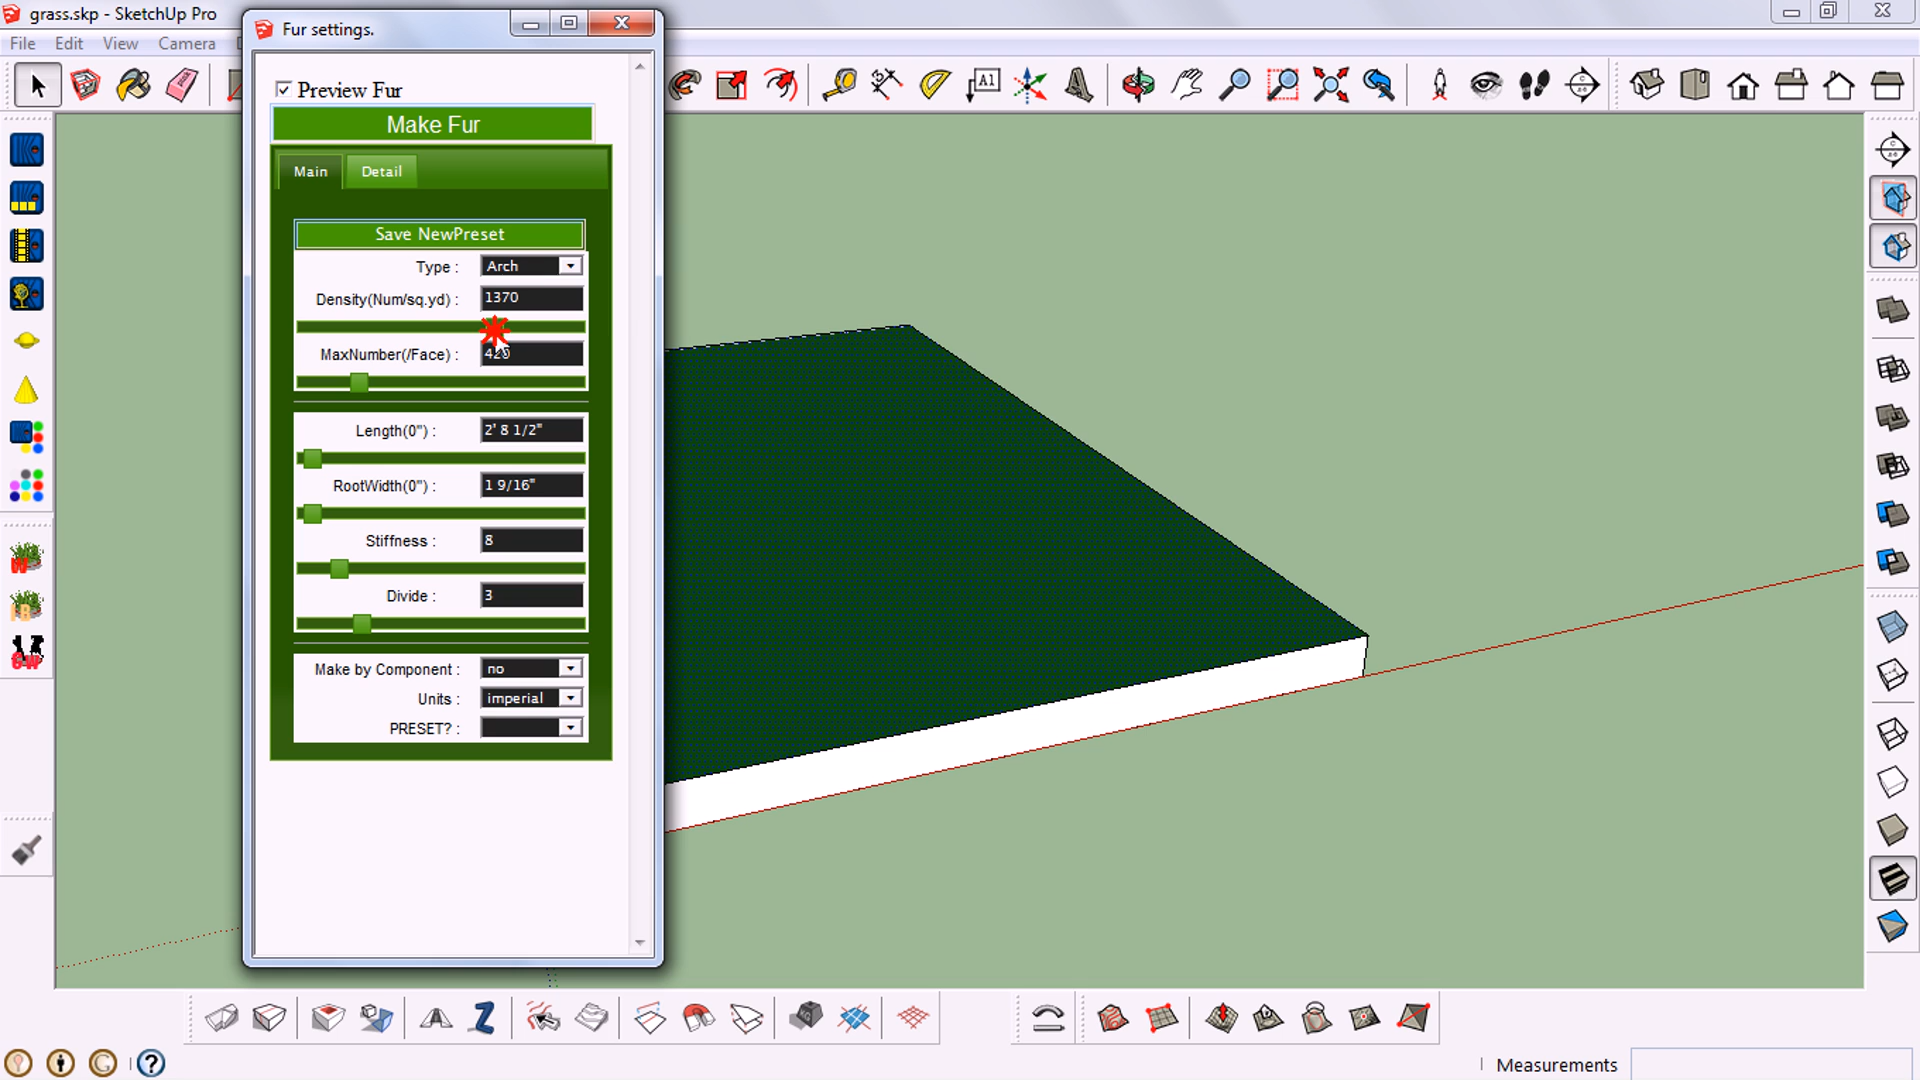 grass.skp - SketchUp Pro
File Edit View Camera
Fur settings.
Preview Fur
Make Fur
Main Detail
Save NewPreset
Type : Arch
Density(Num/sq.yd) : 1370
MaxNumber(/Face) :
Length(0") : 2' 8 1/2"
RootWidth(0") : 1 9/16"
Stiffness : 8
Divide : 3
Make by Component : no
Units : imperial
PRESET? :
Measurements